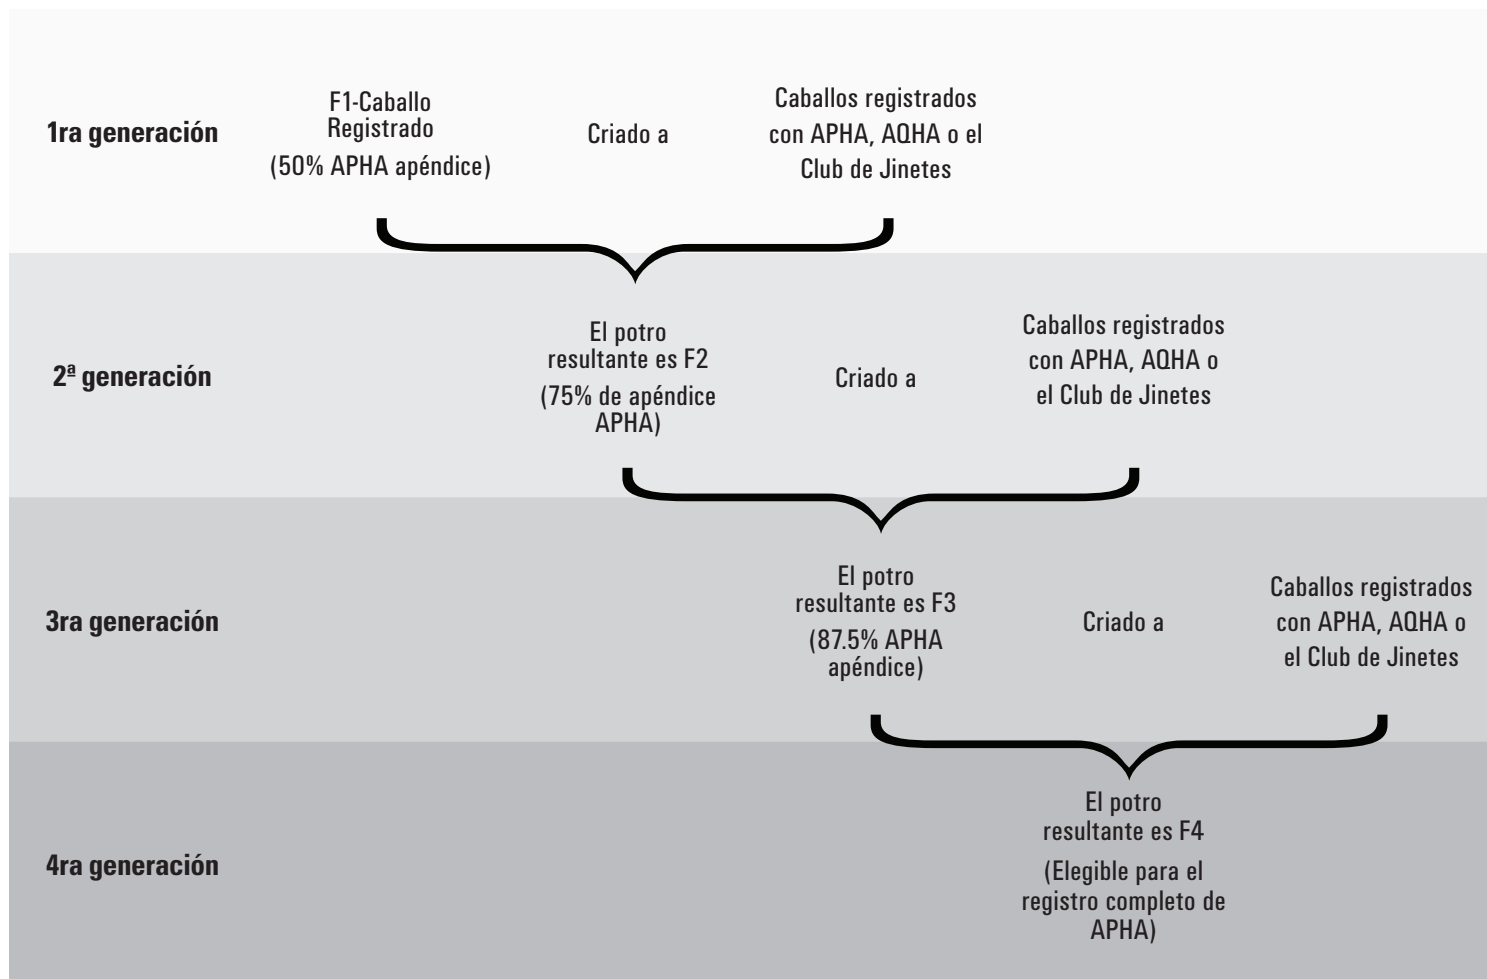 1ra generación
F1-Caballo
Registrado
(50% APHA apéndice)
Criado a
Caballos registrados
con APHA, AQHA o el
Club de Jinetes
2ª generación
El potro
resultante es F2
(75% de apéndice
APHA)
Criado a
Caballos registrados
con APHA, AQHA o
el Club de Jinetes
3ra generación
El potro
resultante es F3
(87.5% APHA
apéndice)
Criado a
Caballos registrados
con APHA, AQHA o
el Club de Jinetes
4ra generación
El potro
resultante es F4
(Elegible para el
registro completo de
APHA)